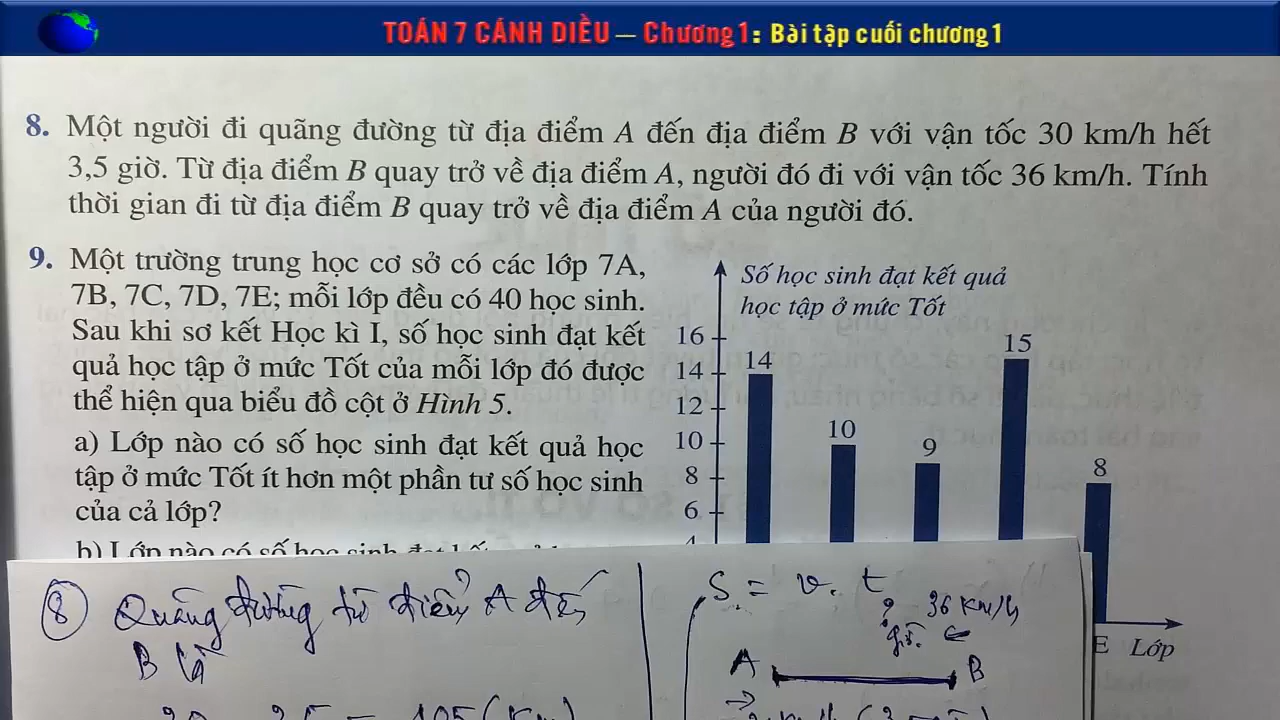 TOÁN 7 CÁNH DIỀU – Chương 1: Bài tập cuối chương 1
8. Một người đi quãng đường từ địa điểm A đến địa điểm B với vận tốc 30 km/h hết
3,5 giờ. Từ địa điểm B quay trở về địa điểm A, người đó đi với vận tốc 36 km/h. Tính
thời gian đi từ địa điểm B quay trở về địa điểm A của người đó.
9. Một trường trung học cơ sở có các lớp 7A,
7B, 7C, 7D, 7E; mỗi lớp đều có 40 học sinh.
Sau khi sơ kết Học kì I, số học sinh đạt kết
quả học tập ở mức Tốt của mỗi lớp đó được
thể hiện qua biểu đồ cột ở Hình 5.
a) Lớp nào có số học sinh đạt kết quả học
tập ở mức Tốt ít hơn một phần tư số học sinh
của cả lớp?
b) Lớp nào có số học sinh
Số học sinh đạt kết quả
học tập ở mức Tốt
16
14
12
10
8
6
4
14
10
9
15
8
E Lớp
8 Quãng đường từ điểm A đến
B là
S = v. t
? giờ
36 km/h
A B